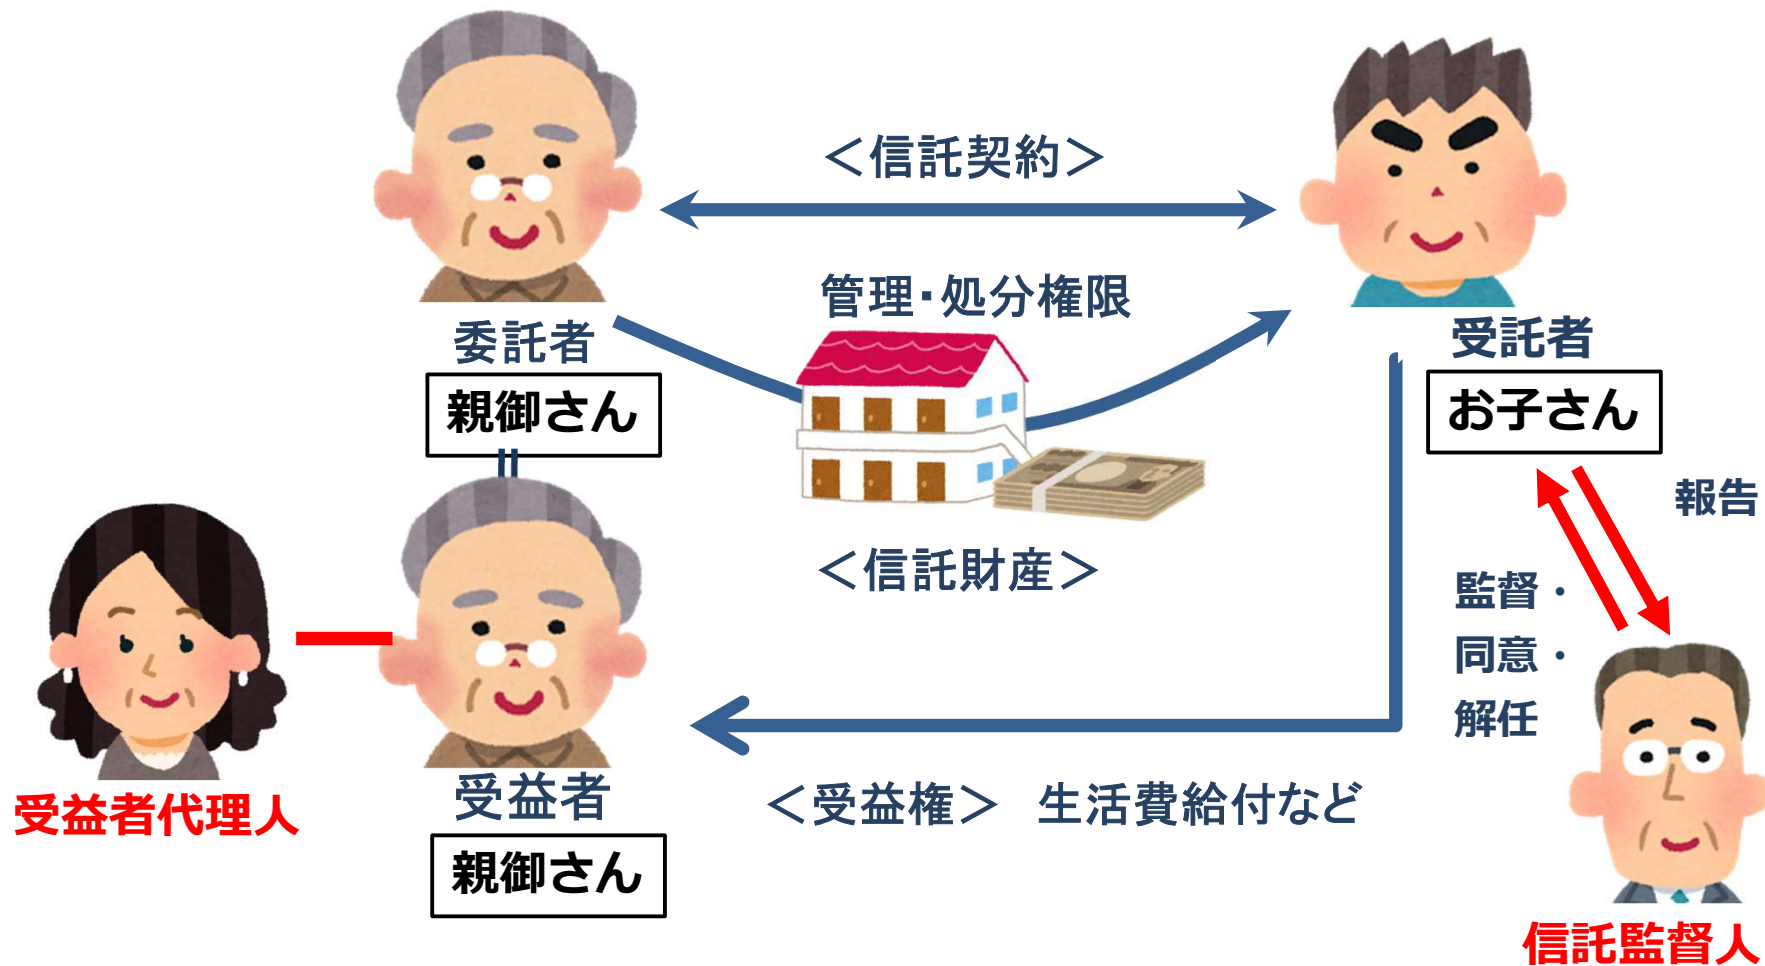 ＜信託契約＞
管理・処分権限
委託者
親御さん
受託者
お子さん
＜信託財産＞
報告
監督・
同意・
解任
受益者代理人
受益者
親御さん
＜受益権＞　生活費給付など
信託監督人